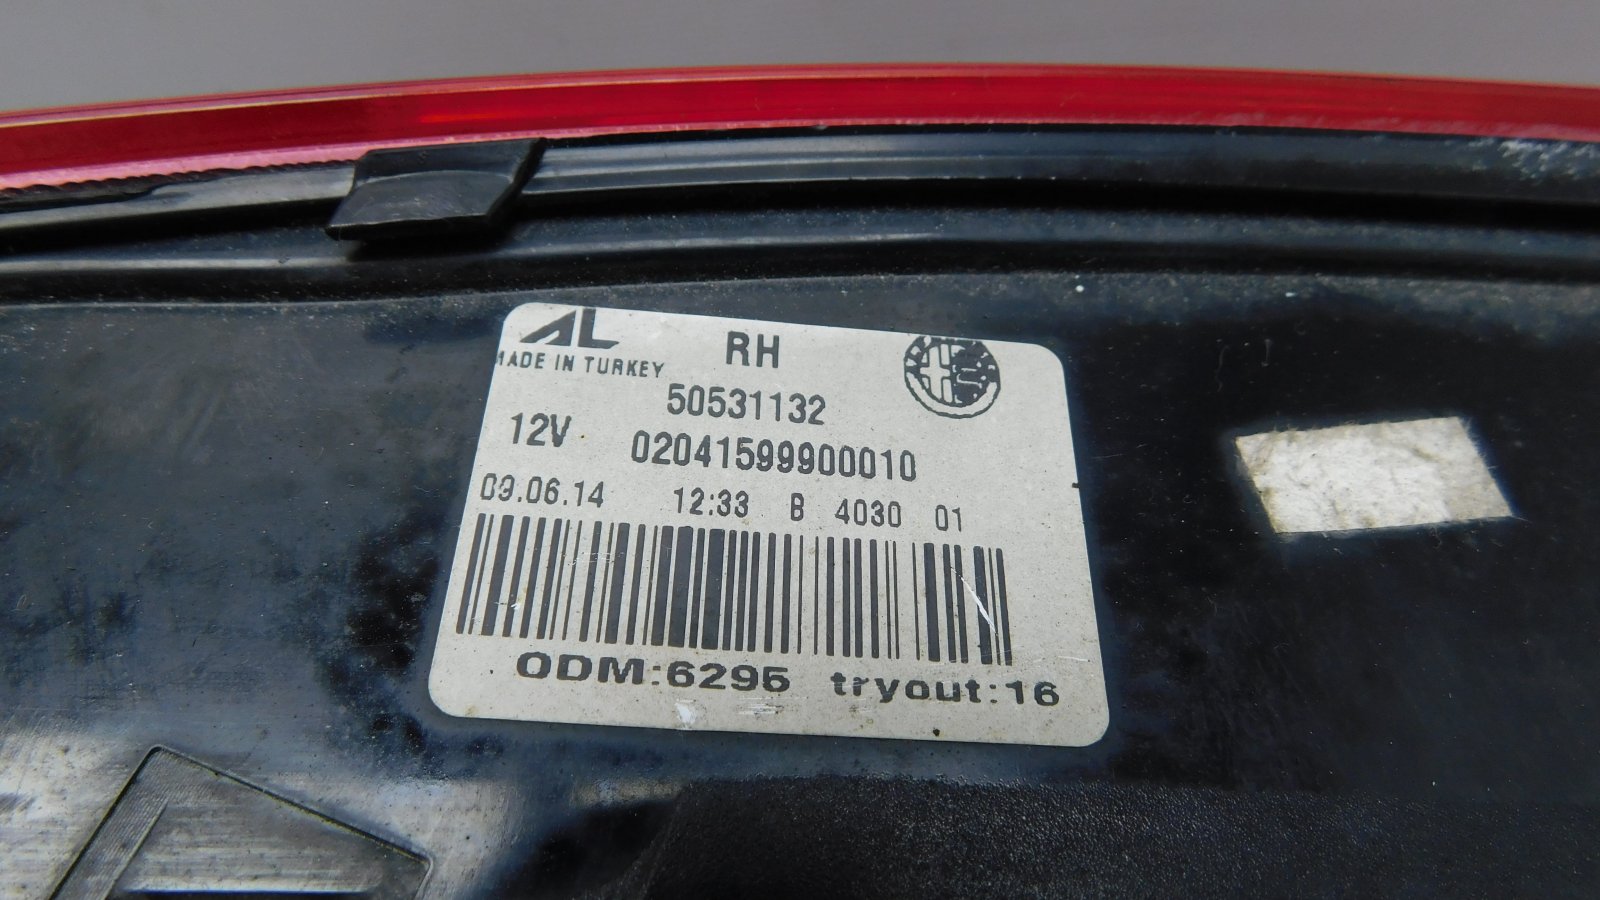 AL RH
MADE IN TURKEY
50531132
12V 02041599900010
09.06.14 12:33 B 4030 01
ODM:6295 tryout:16